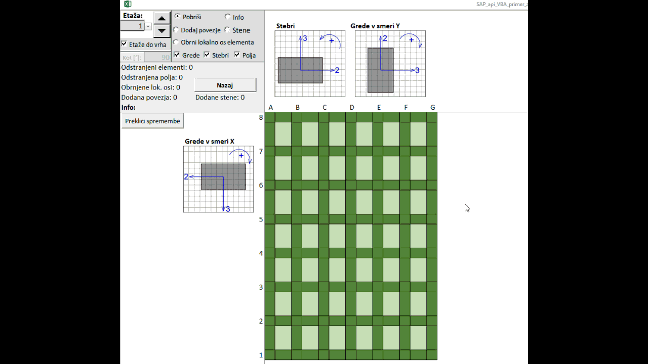 SAP_api_VBA_primer_
Etaža:
1
-
Pobriši
Info
Dodaj povezje
Stene
Obrni lokalno os elementa
Etaže do vrha
Grede
Stebri
Polja
Odstranjeni elementi: 0
Odstranjena polja: 0
Obrnjene lok. osi: 0
Nazaj
Dodana povezja: 0
Dodane stene: 0
Info:
Prekliči spremembe
Stebri
3
+
2
Grede v smeri Y
2
+
3
Grede v smeri X
+
2
3
A B C D E F G
8
7
6
5
4
3
2
1